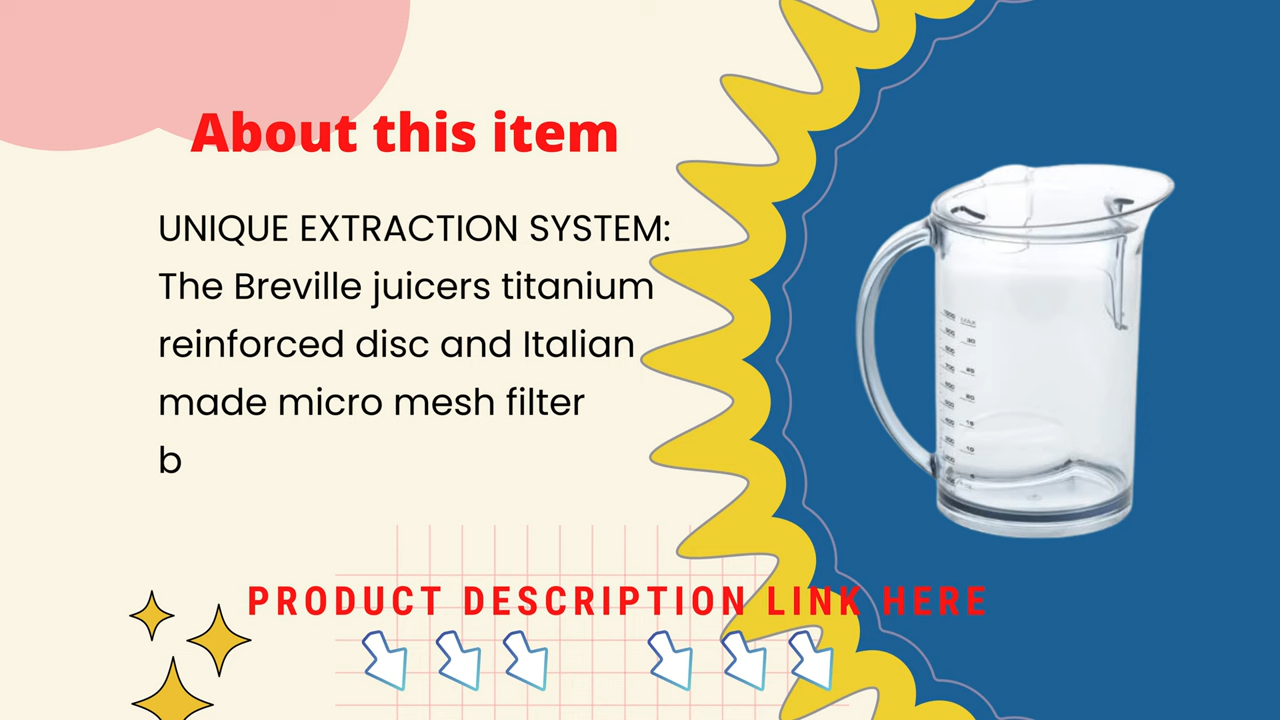 About this item
UNIQUE EXTRACTION SYSTEM:
The Breville juicers titanium
reinforced disc and Italian
made micro mesh filter
b
PRODUCT DESCRIPTION LINK HERE